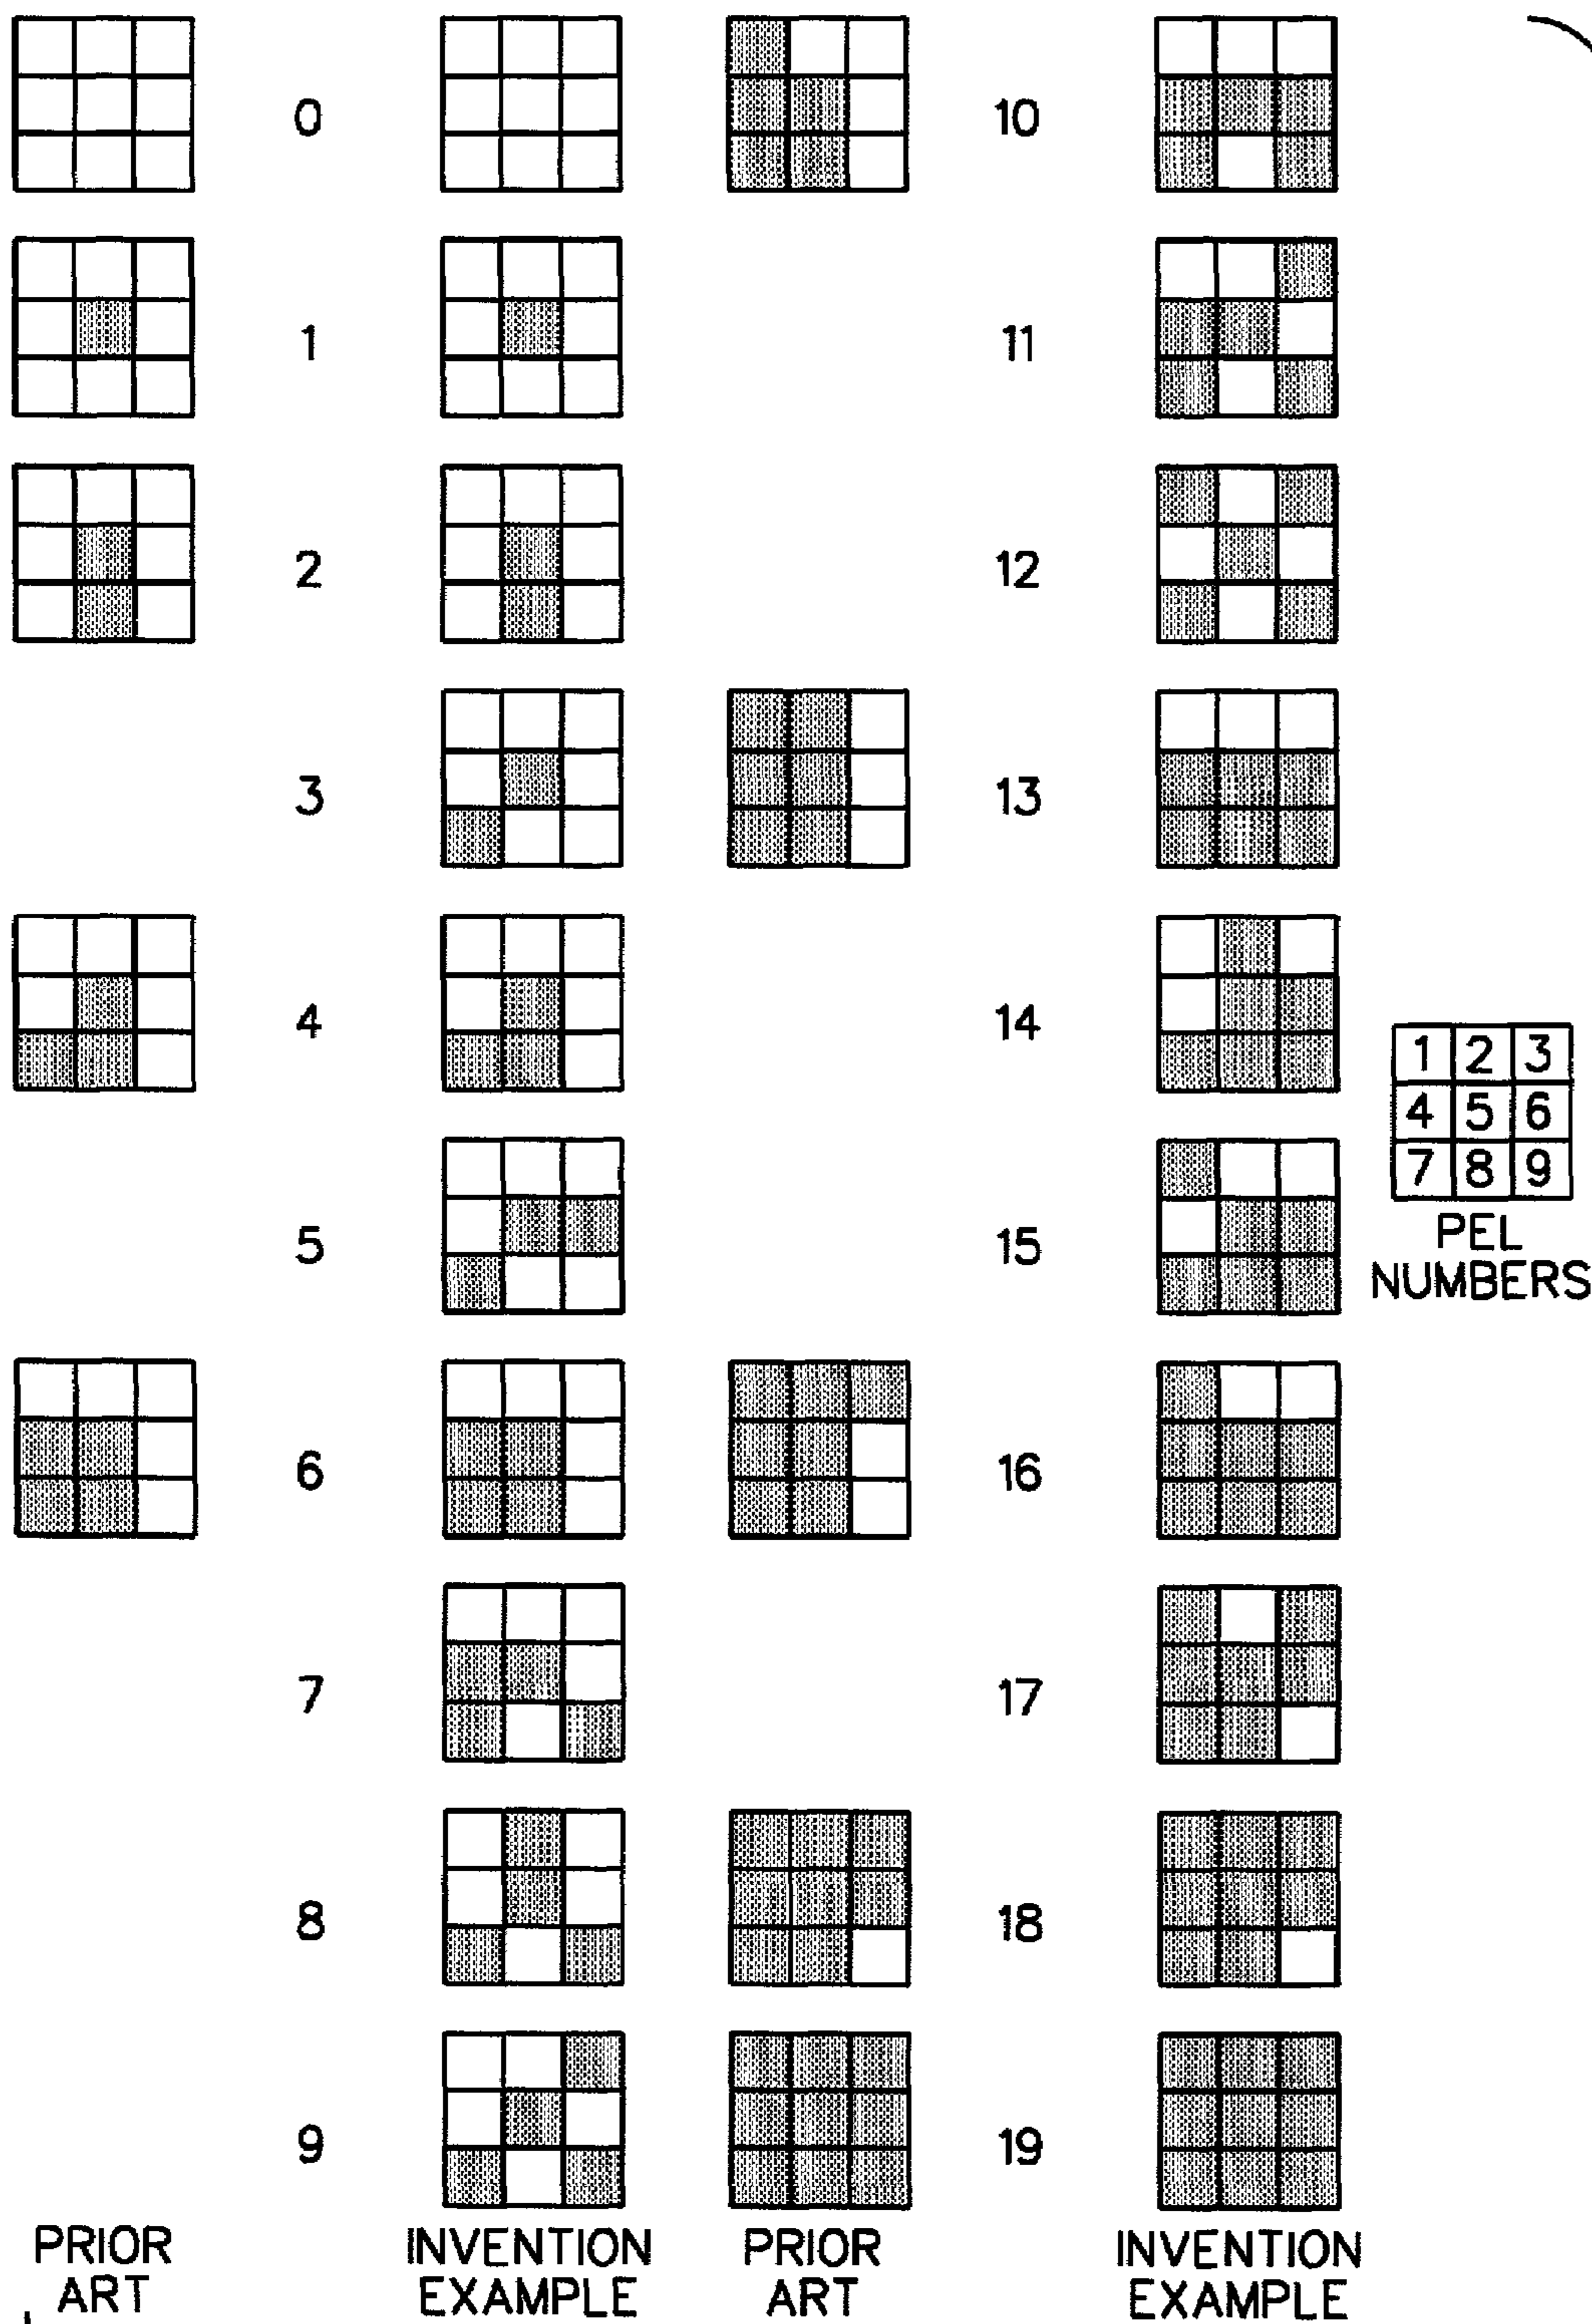 0 10
1 11
2 12
3 13
4 14
1 2 3
4 5 6
7 8 9
PEL
NUMBERS
5 15
6 16
7 17
8 18
9 19
PRIOR
ART
INVENTION
EXAMPLE
PRIOR
ART
INVENTION
EXAMPLE